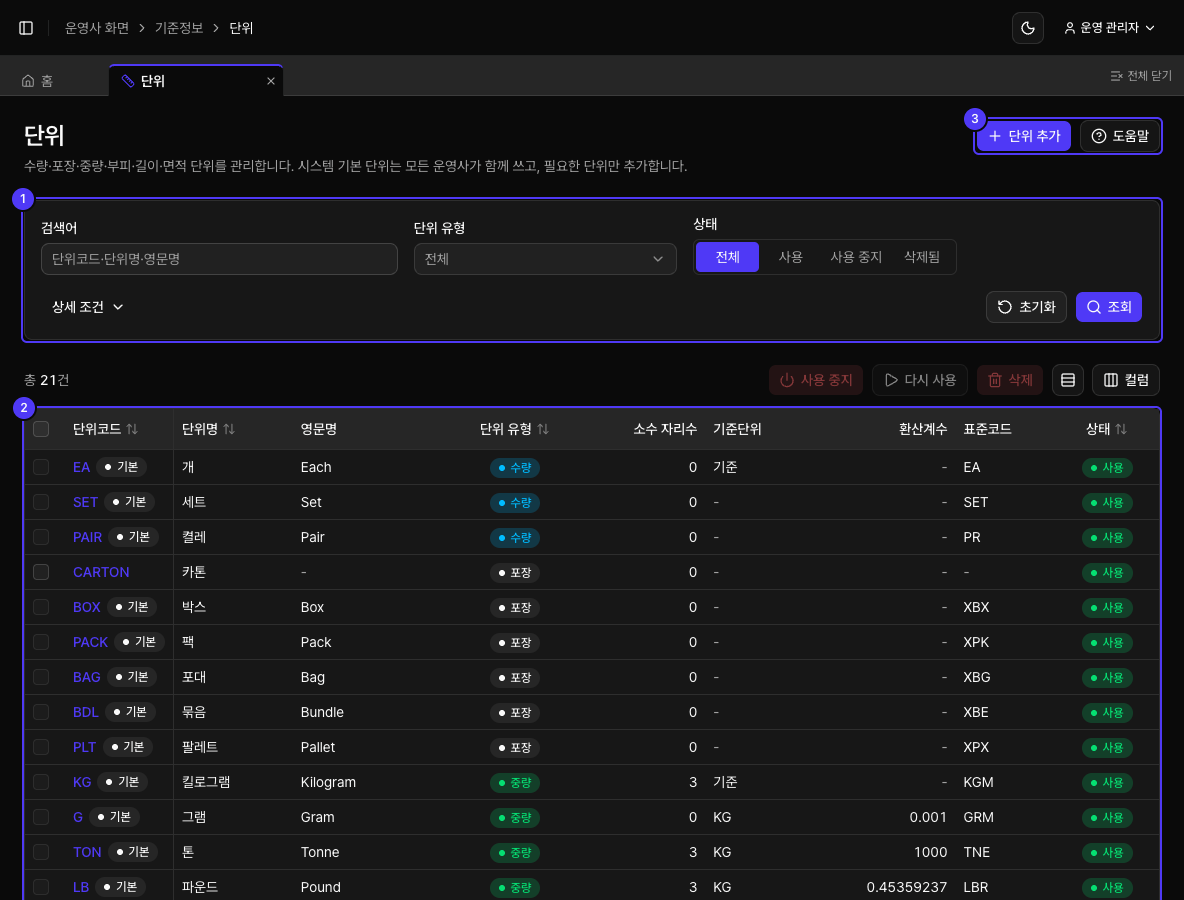 운영사 화면 > 기준정보 > 단위
운영 관리자
홈
단위
전체 닫기
단위
3
단위 추가
도움말
수량·포장·중량·부피·길이·면적 단위를 관리합니다. 시스템 기본 단위는 모든 운영사가 함께 쓰고, 필요한 단위만 추가합니다.
1
검색어 단위 유형 상태
단위코드·단위명·영문명 전체 전체 사용 사용 중지 삭제됨
상세 조건 초기화 조회
총 21건 사용 중지 다시 사용 삭제 컬럼
2
단위코드 단위명 영문명 단위 유형 소수 자리수 기준단위 환산계수 표준코드 상태
EA 기본 개 Each 수량 0 기준 - EA 사용
SET 기본 세트 Set 수량 0 - - SET 사용
PAIR 기본 켤레 Pair 수량 0 - - PR 사용
CARTON 카톤 - 포장 0 - - - 사용
BOX 기본 박스 Box 포장 0 - - XBX 사용
PACK 기본 팩 Pack 포장 0 - - XPK 사용
BAG 기본 포대 Bag 포장 0 - - XBG 사용
BDL 기본 묶음 Bundle 포장 0 - - XBE 사용
PLT 기본 팔레트 Pallet 포장 0 - - XPX 사용
KG 기본 킬로그램 Kilogram 중량 3 기준 - KGM 사용
G 기본 그램 Gram 중량 0 KG 0.001 GRM 사용
TON 기본 톤 Tonne 중량 3 KG 1000 TNE 사용
LB 기본 파운드 Pound 중량 3 KG 0.45359237 LBR 사용